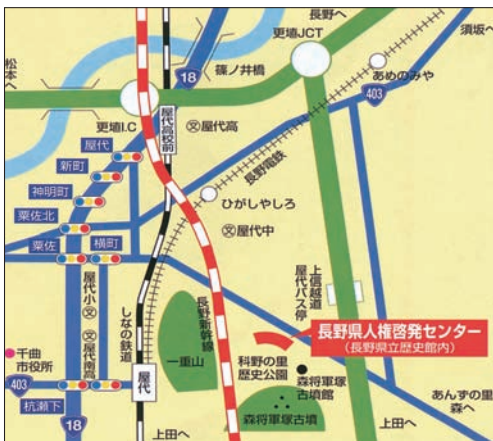 長野へ
更埴JCT
須坂へ
松本へ
18
篠ノ井橋
あめのみや
403
更埴I.C
屋代高校前
文屋代高
屋代
新町
長野電鉄
神明町
ひがしやしろ
粟佐北
文屋代中
粟佐
横町
上信越道
屋代バス停
屋代小文
文屋代南高
しなの鉄道
長野新幹線
長野県人権啓発センター
(長野県立歴史館内)
一重山
科野の里
歴史公園
千曲
市役所
森将軍塚
古墳館
屋代
403
あんずの里
森へ
杭瀬下
18
森将軍塚古墳
上田へ
上田へ